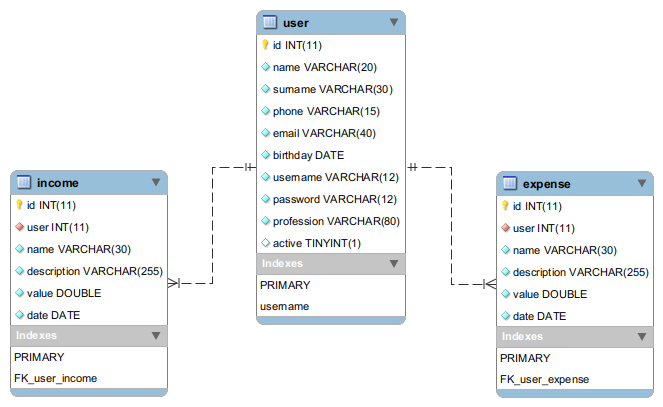 user
id INT(11)
name VARCHAR(20)
surname VARCHAR(30)
phone VARCHAR(15)
email VARCHAR(40)
birthday DATE
username VARCHAR(12)
password VARCHAR(12)
profession VARCHAR(80)
active TINYINT(1)
Indexes
PRIMARY
username
income
id INT(11)
user INT(11)
name VARCHAR(30)
description VARCHAR(255)
value DOUBLE
date DATE
Indexes
PRIMARY
FK_user_income
expense
id INT(11)
user INT(11)
name VARCHAR(30)
description VARCHAR(255)
value DOUBLE
date DATE
Indexes
PRIMARY
FK_user_expense